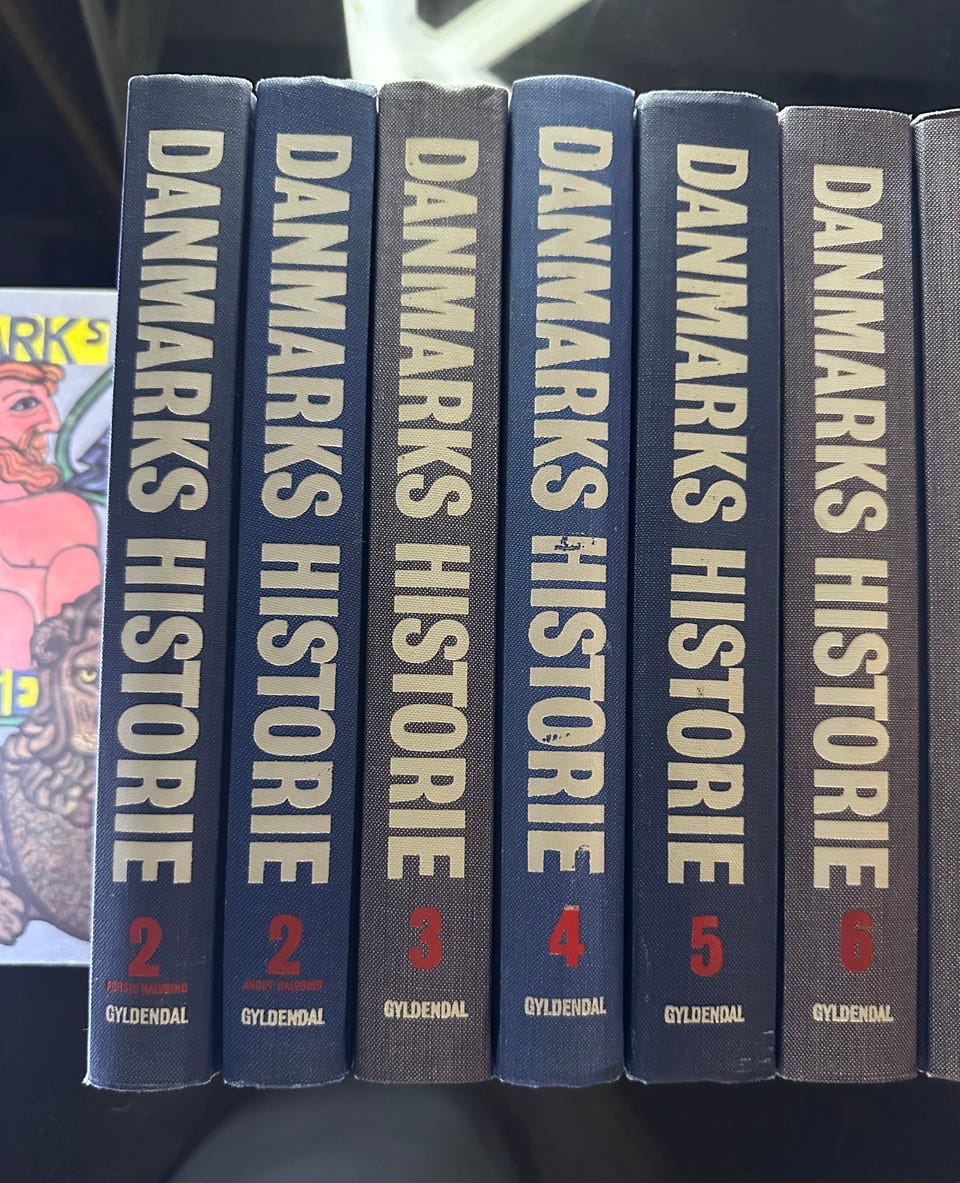 ARKS
DANMARKS HISTORIE
2
FØRSTE HALVBIND
GYLDENDAL
DANMARKS HISTORIE
2
ANDET HALVBIND
GYLDENDAL
DANMARKS HISTORIE
3
GYLDENDAL
DANMARKS HISTORIE
4
GYLDENDAL
DANMARKS HISTORIE
5
GYLDENDAL
DANMARKS HISTORIE
6
GYLDENDAL